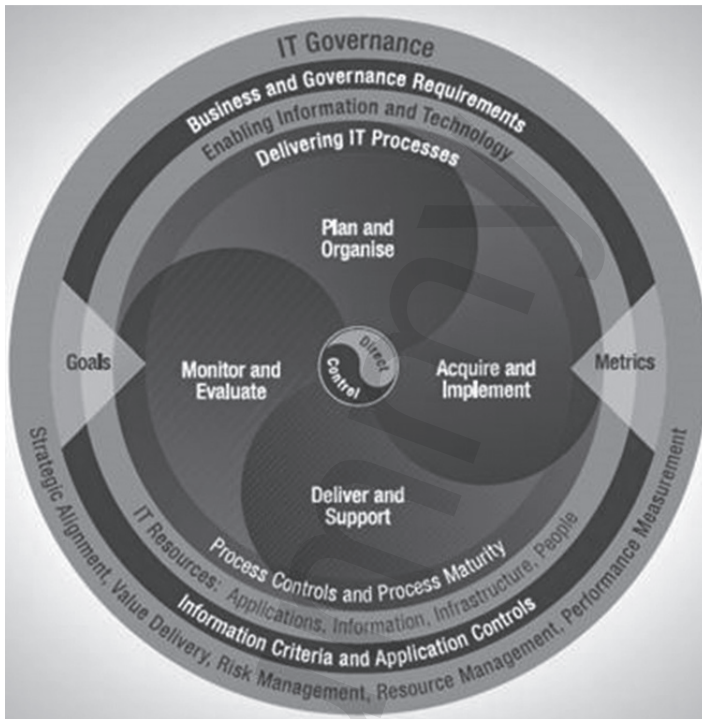 IT Governance
Business and Governance Requirements
Enabling Information and Technology
Delivering IT Processes
Plan and
Organise
Goals
Monitor and
Evaluate
Direct
Control
Acquire and
Implement
Metrics
Deliver and
Support
Process Controls and Process Maturity
IT Resources: Applications, Information, Infrastructure, People
Information Criteria and Application Controls
Strategic Alignment, Value Delivery, Risk Management, Resource Management, Performance Measurement